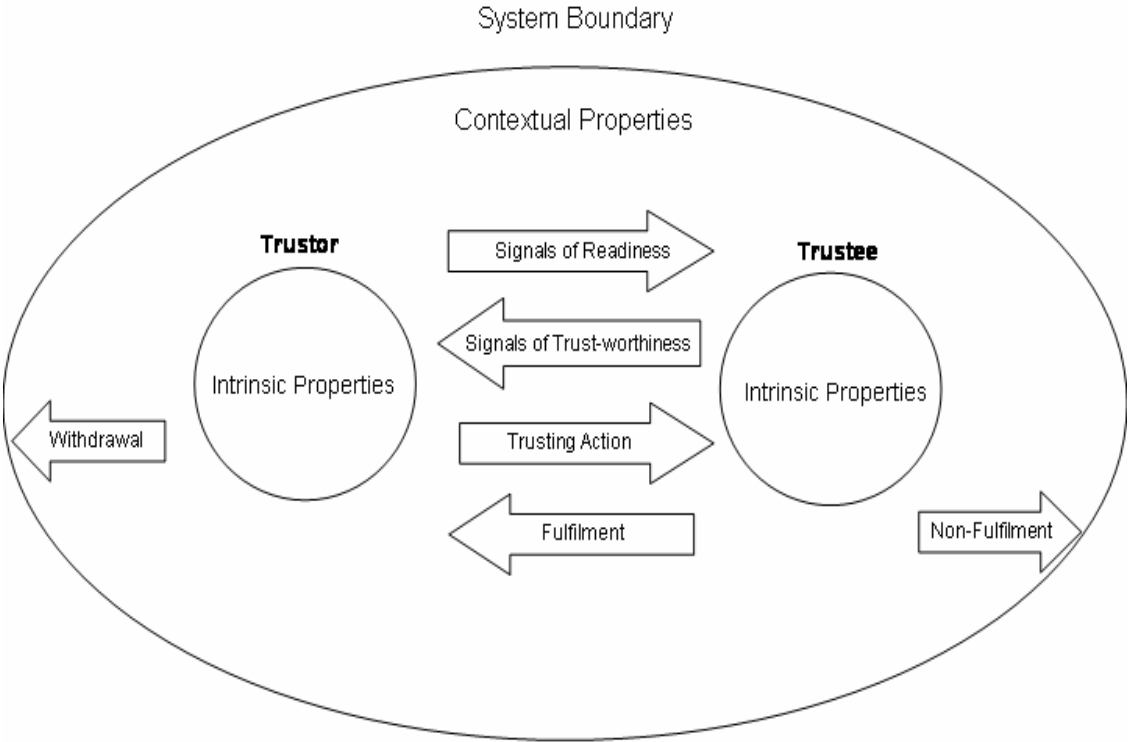 System Boundary
Contextual Properties
Trustor
Signals of Readiness
Trustee
Signals of Trust-worthiness
Intrinsic Properties
Intrinsic Properties
Withdrawal
Trusting Action
Fulfilment
Non-Fulfilment